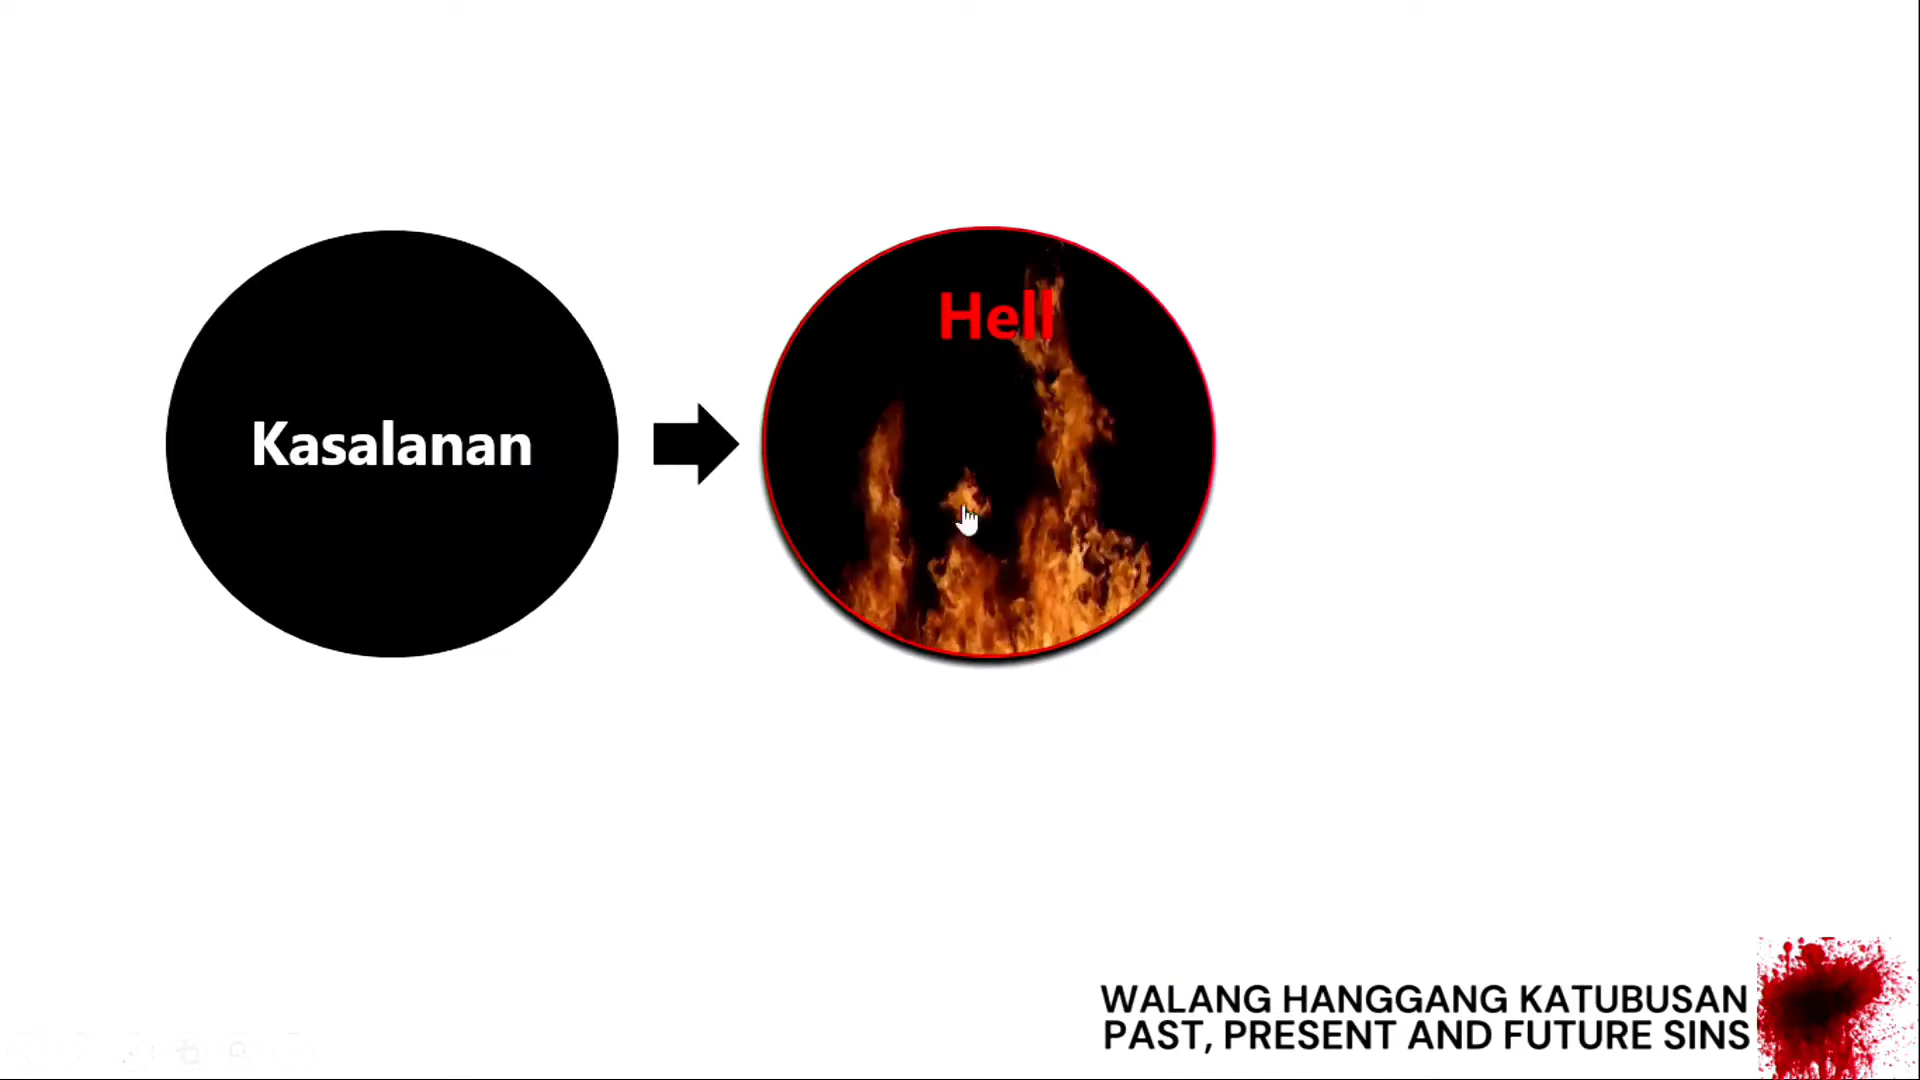 Kasalanan
Hell
WALANG HANGGANG KATUBUSAN
PAST, PRESENT AND FUTURE SINS